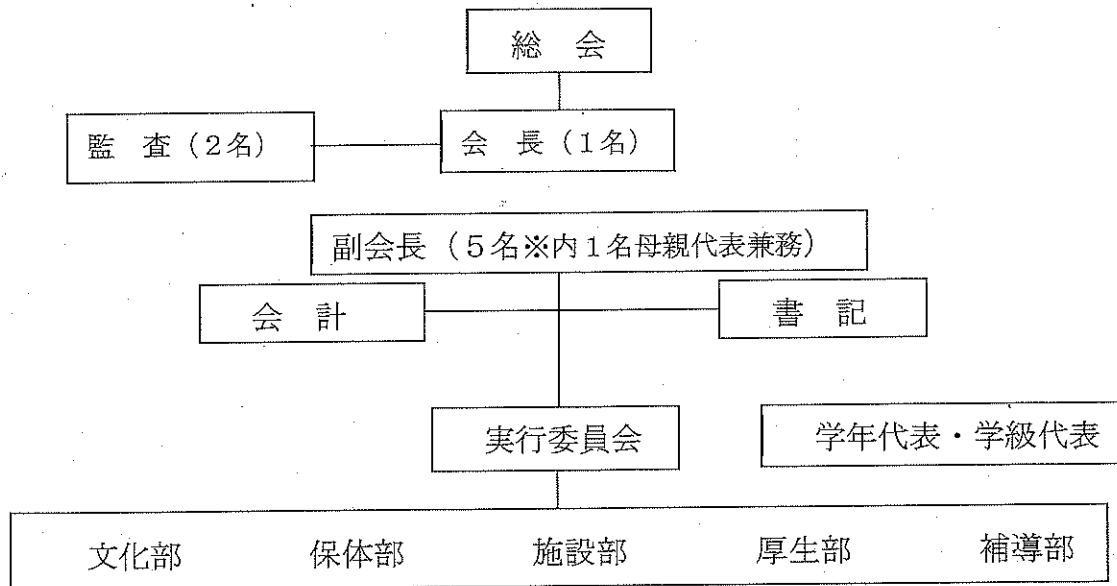 総　会
監　査（２名）
会　長（１名）
副会長（５名※内１名母親代表兼務）
会　計
書　記
実行委員会
学年代表・学級代表
文化部　保体部　施設部　厚生部　補導部